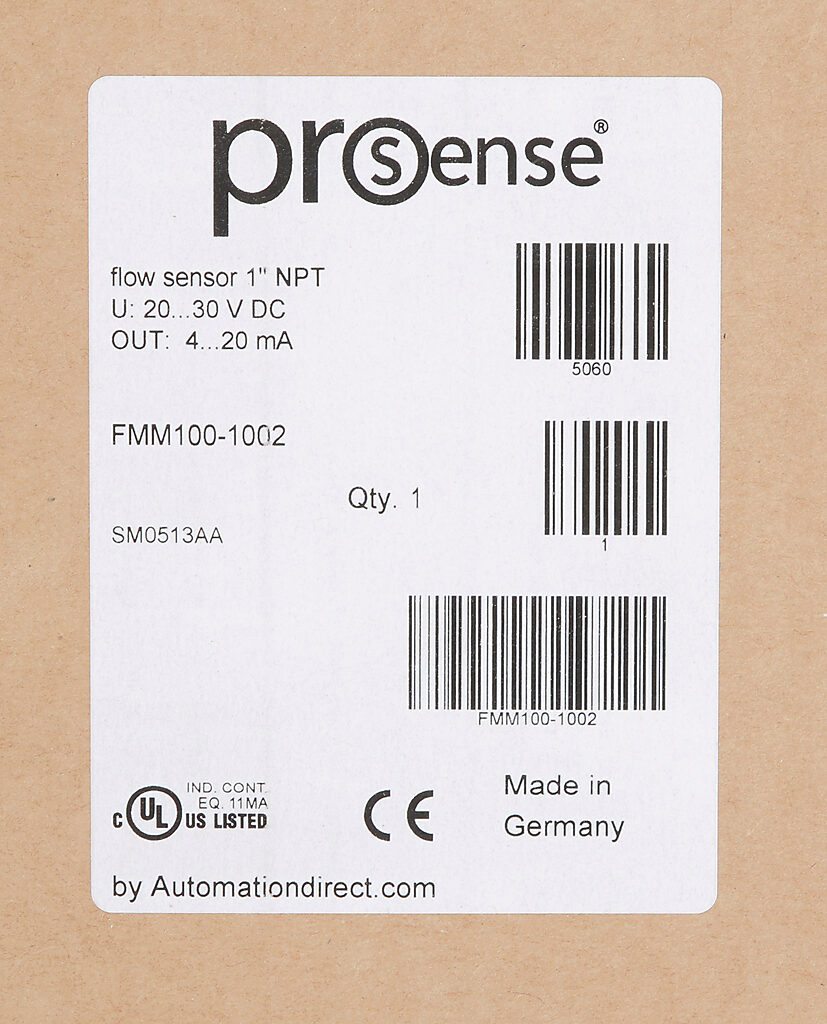 prosense®
flow sensor 1" NPT
U: 20...30 V DC
OUT: 4...20 mA
5060
FMM100-1002
Qty. 1
1
SM0513AA
FMM100-1002
IND. CONT.
EQ. 11MA
c UL US LISTED
CE
Made in
Germany
by Automationdirect.com